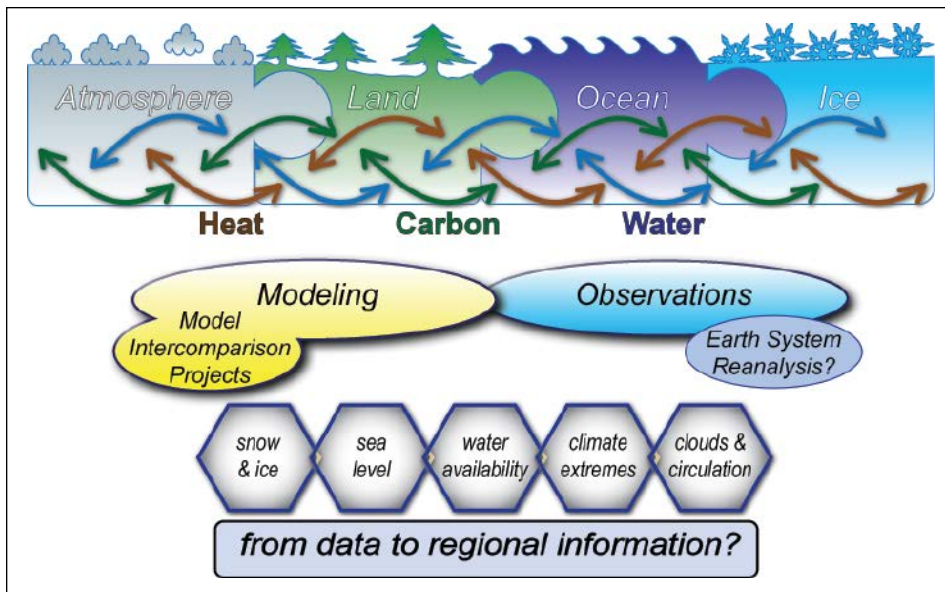 Atmosphere Land Ocean Ice
Heat Carbon Water
Modeling
Observations
Model
Intercomparison
Projects
Earth System
Reanalysis?
snow
& ice
sea
level
water
availability
climate
extremes
clouds &
circulation
from data to regional information?